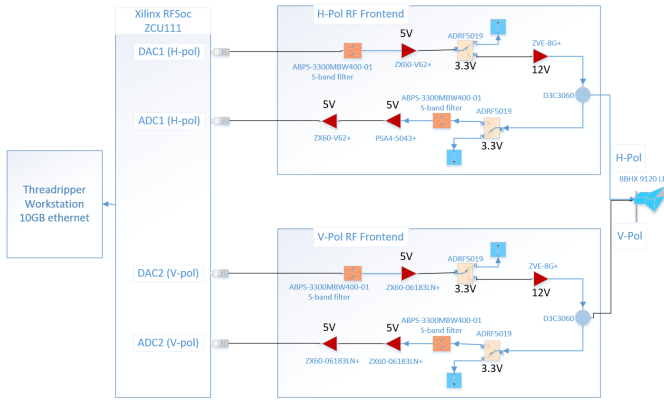 Xilinx RFSoc
ZCU111
DAC1 (H-pol)
ADC1 (H-pol)
DAC2 (V-pol)
ADC2 (V-pol)
Threadripper
Workstation
10GB ethernet
H-Pol RF Frontend
5V
ADRF5019
ZVE-8G+
ABPS-3300MBW400-01
S-band filter
ZX60-V62+
3.3V
12V
D3C3060
5V
5V
ABPS-3300MBW400-01
S-band filter
ADRF5019
ZX60-V62+
PSA4-5043+
3.3V
H-Pol
BBHX 9120 LF
V-Pol
V-Pol RF Frontend
5V
ADRF5019
ZVE-8G+
ABPS-3300MBW400-01
S-band filter
ZX60-06183LN+
3.3V
12V
D3C3060
5V
5V
ABPS-3300MBW400-01
S-band filter
ADRF5019
ZX60-06183LN+
ZX60-06183LN+
3.3V